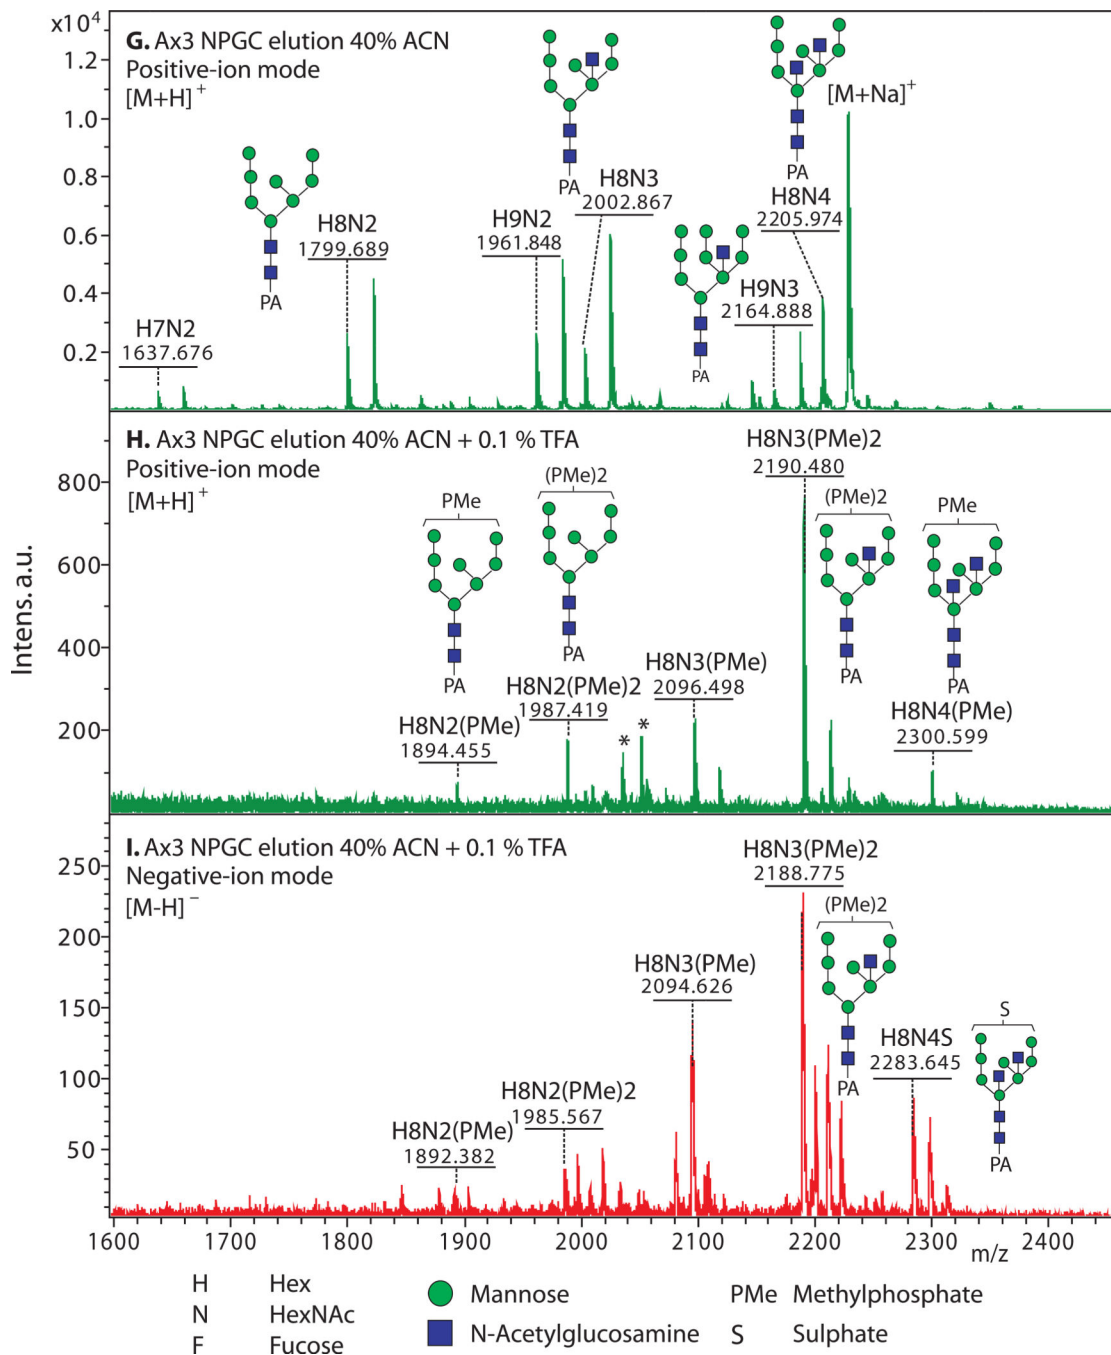 x10⁴
G. Ax3 NPGC elution 40% ACN
Positive-ion mode
[M+H]⁺
1.2
1.0
0.8
0.6
0.4
0.2
H7N2
1637.676
PA
H8N2
1799.689
H9N2
1961.848
PA
H8N3
2002.867
PA
H9N3
2164.888
PA
H8N4
2205.974
[M+Na]⁺
H. Ax3 NPGC elution 40% ACN + 0.1 % TFA
Positive-ion mode
[M+H]⁺
800
600
400
200
Intens. a.u.
PMe
PA
H8N2(PMe)
1894.455
(PMe)2
PA
H8N2(PMe)2
1987.419
*
*
H8N3(PMe)
2096.498
H8N3(PMe)2
2190.480
(PMe)2
PA
PMe
PA
H8N4(PMe)
2300.599
I. Ax3 NPGC elution 40% ACN + 0.1 % TFA
Negative-ion mode
[M-H]⁻
250
200
150
100
50
H8N2(PMe)
1892.382
H8N2(PMe)2
1985.567
H8N3(PMe)
2094.626
H8N3(PMe)2
2188.775
(PMe)2
PA
H8N4S
2283.645
S
PA
1600 1700 1800 1900 2000 2100 2200 2300 m/z 2400
H Hex
N HexNAc
F Fucose
Mannose
N-Acetylglucosamine
PMe Methylphosphate
S Sulphate